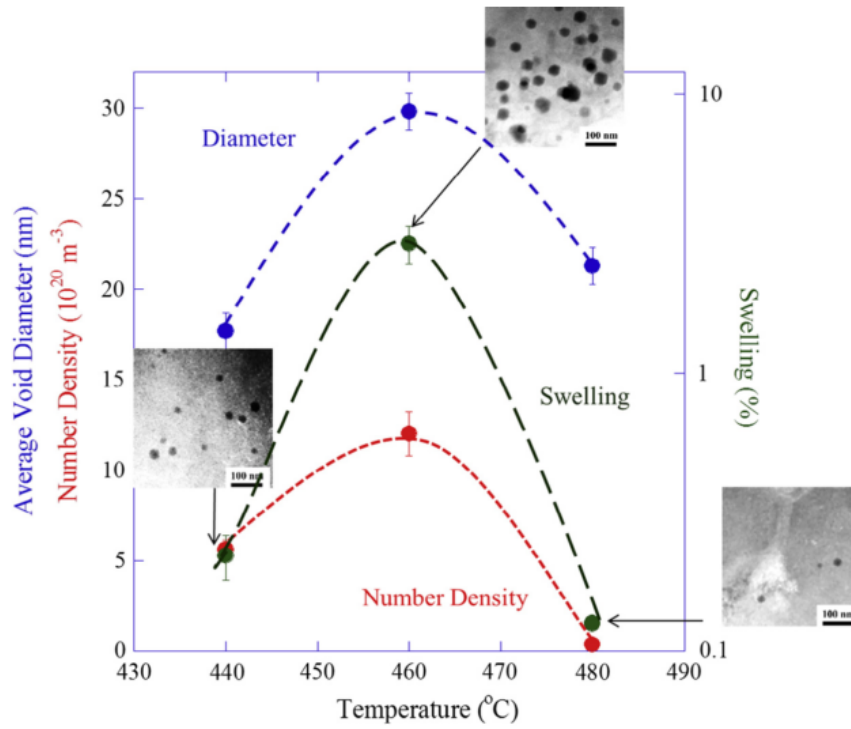 100 nm
30
25
20
15
10
5
0
Average Void Diameter (nm)
Number Density (10²⁰ m⁻³)
Diameter
Swelling
Number Density
100 nm
100 nm
10
1
0.1
Swelling (%)
430
440
450
460
470
480
490
Temperature (°C)